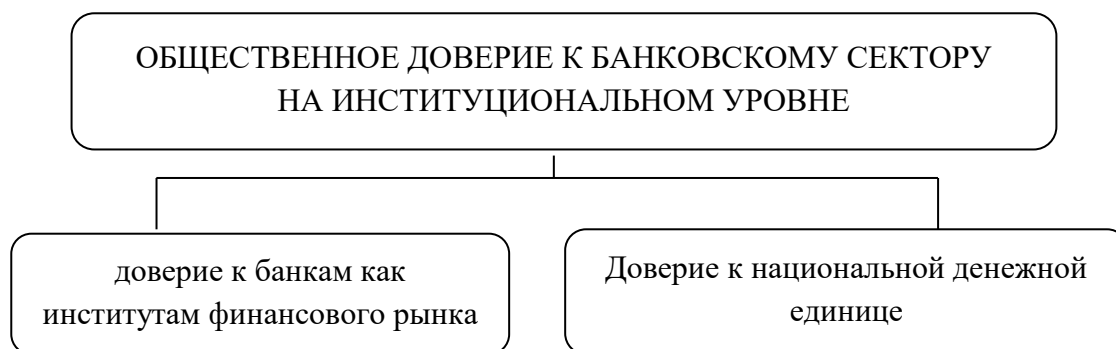 ОБЩЕСТВЕННОЕ ДОВЕРИЕ К БАНКОВСКОМУ СЕКТОРУ
НА ИНСТИТУЦИОНАЛЬНОМ УРОВНЕ
доверие к банкам как
институтам финансового рынка
Доверие к национальной денежной
единице